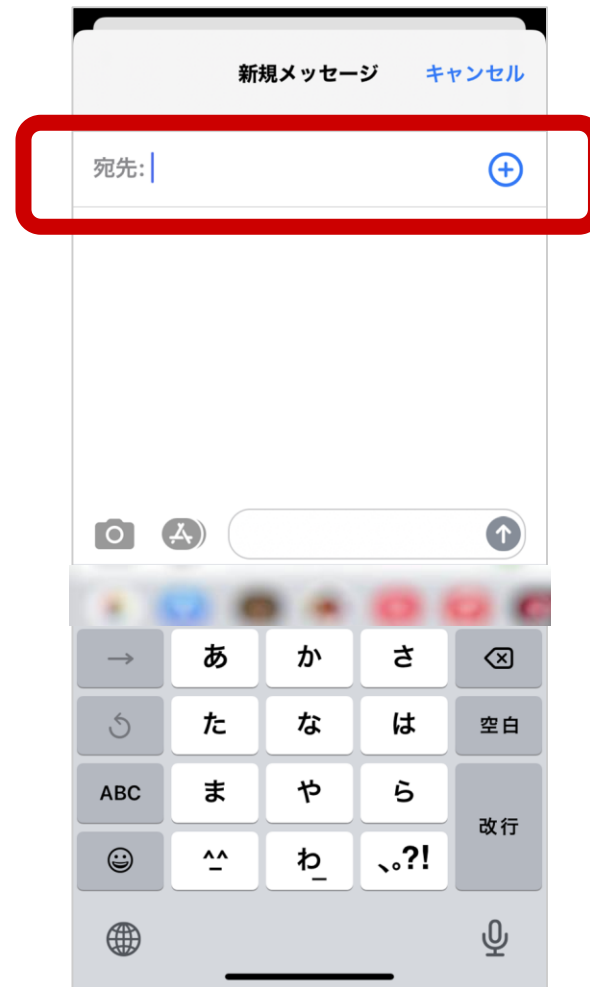 新規メッセージ キャンセル
宛先:
→ あ か さ
た な は 空白
ABC ま や ら
改行
^^ わ_ 、。?!